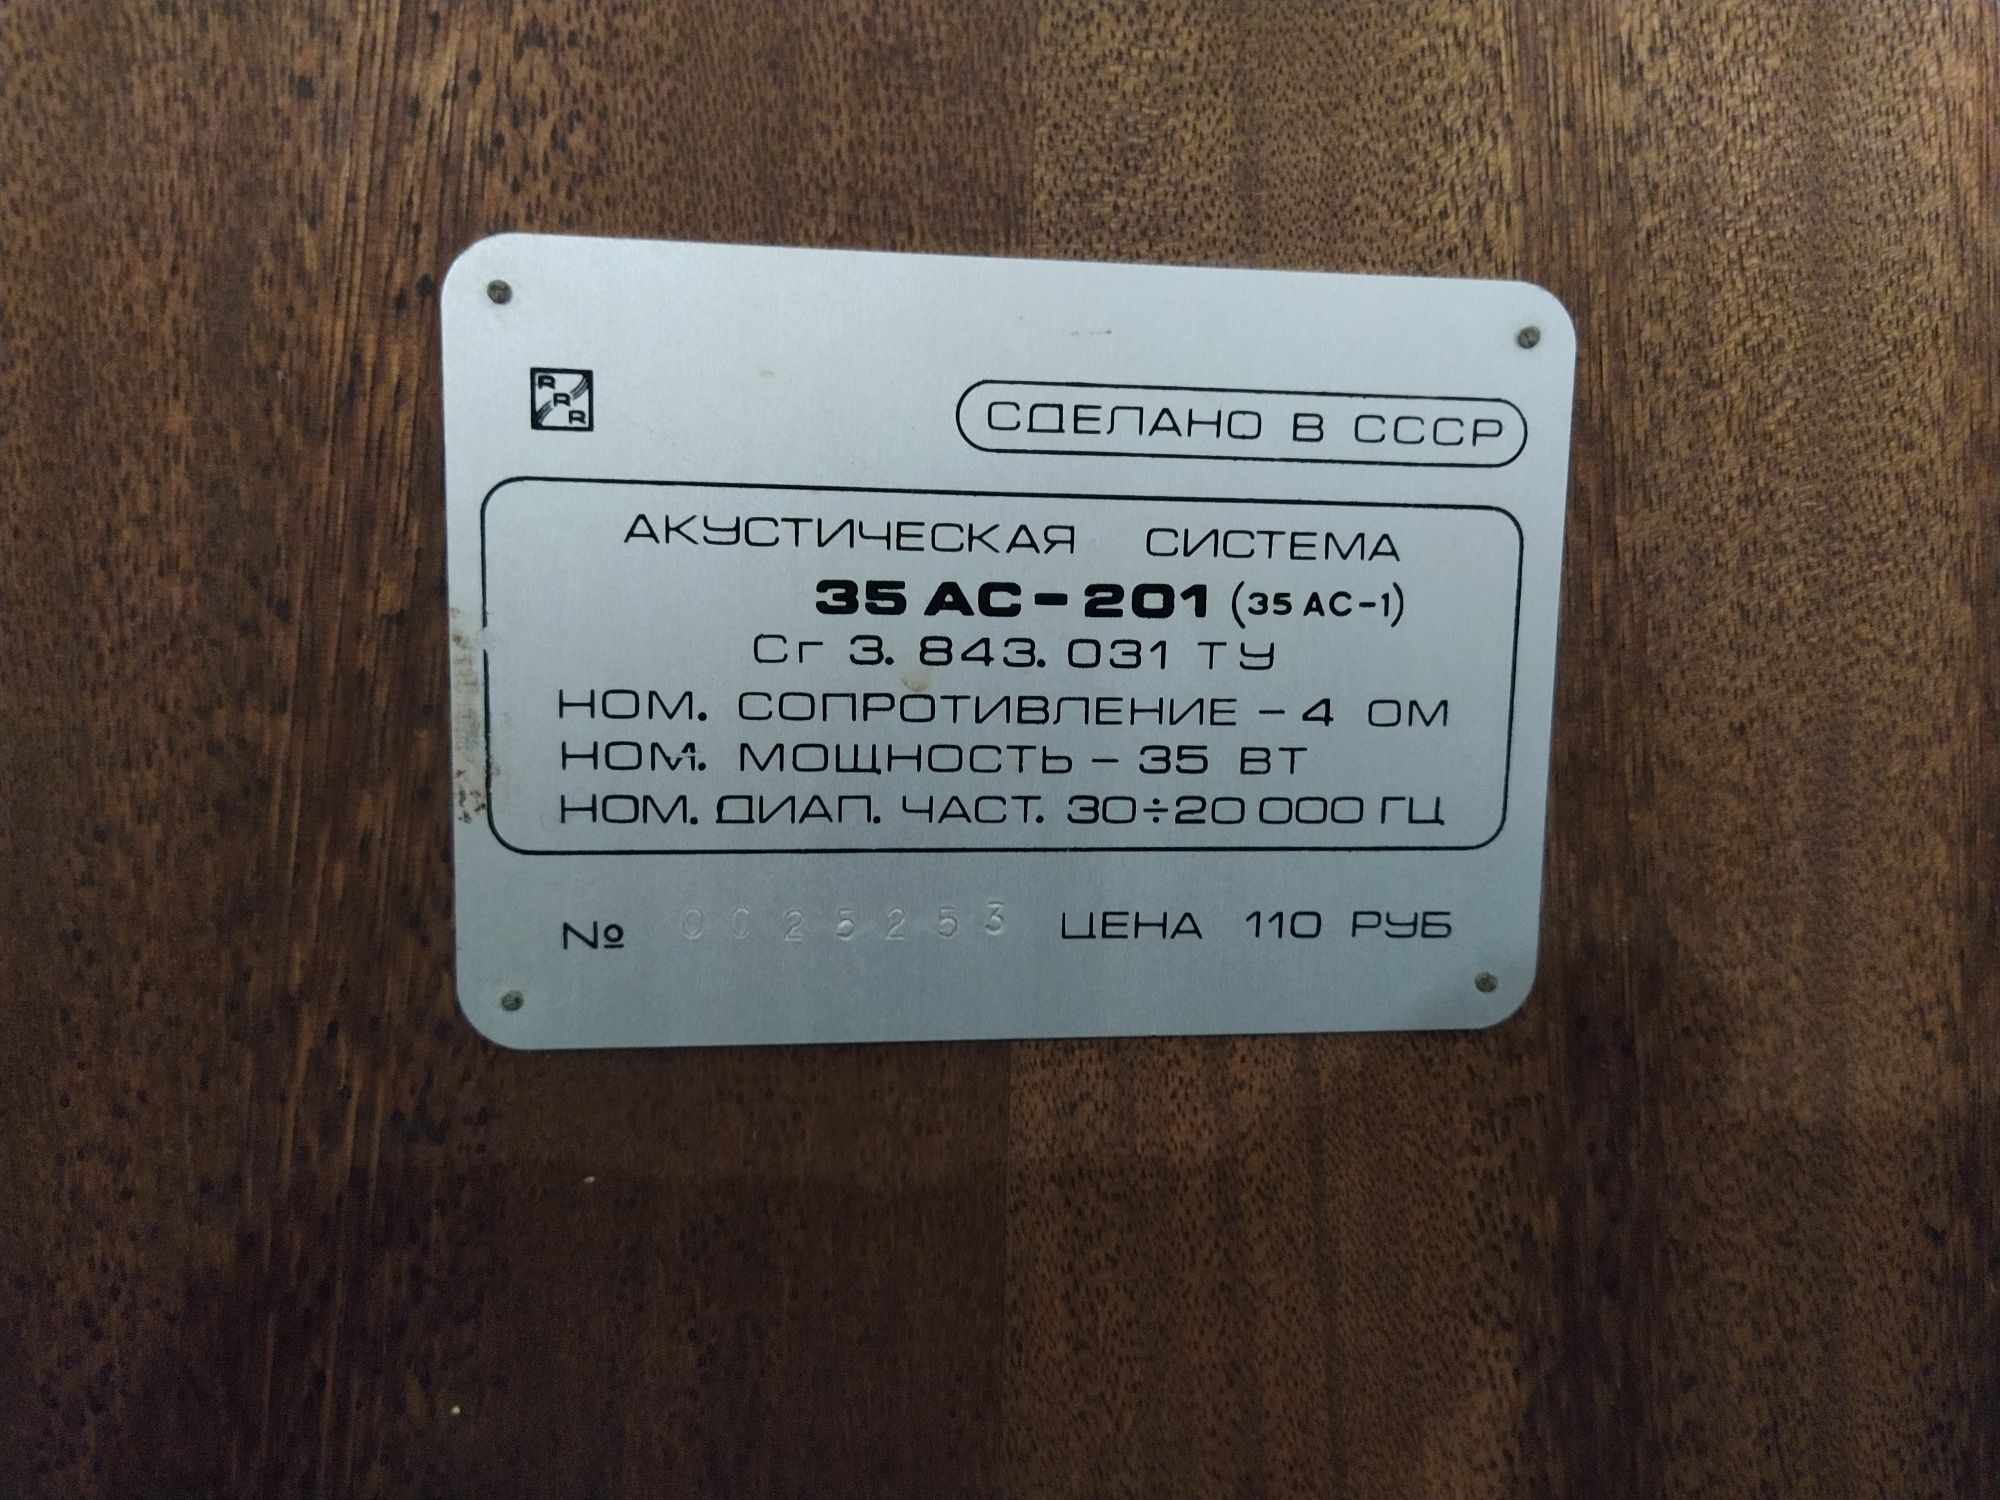 RRR
СДЕЛАНО В СССР
АКУСТИЧЕСКАЯ СИСТЕМА
35 АС-201 (35 АС-1)
Сг 3. 843. 031 ТУ
НОМ. СОПРОТИВЛЕНИЕ - 4 ОМ
НОМ. МОЩНОСТЬ - 35 ВТ
НОМ. ДИАП. ЧАСТ. 30÷20 000 ГЦ
№ 0025253 ЦЕНА 110 РУБ